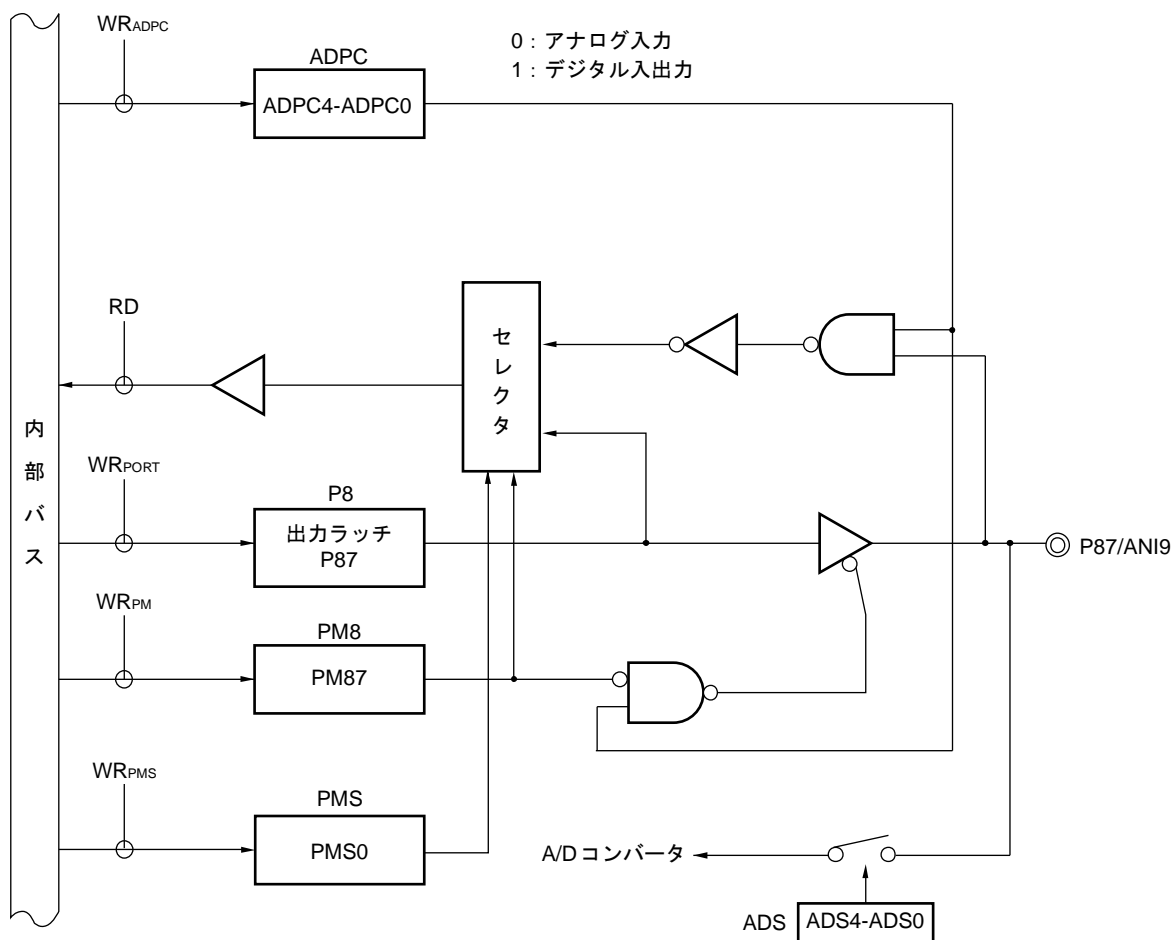 WRADPC
0：アナログ入力
1：デジタル入出力
ADPC
ADPC4-ADPC0
RD
セレクタ
内部バス
WRPORT
P8
出力ラッチ
P87
P87/ANI9
WRPM
PM8
PM87
WRPMS
PMS
PMS0
A/Dコンバータ
ADS
ADS4-ADS0